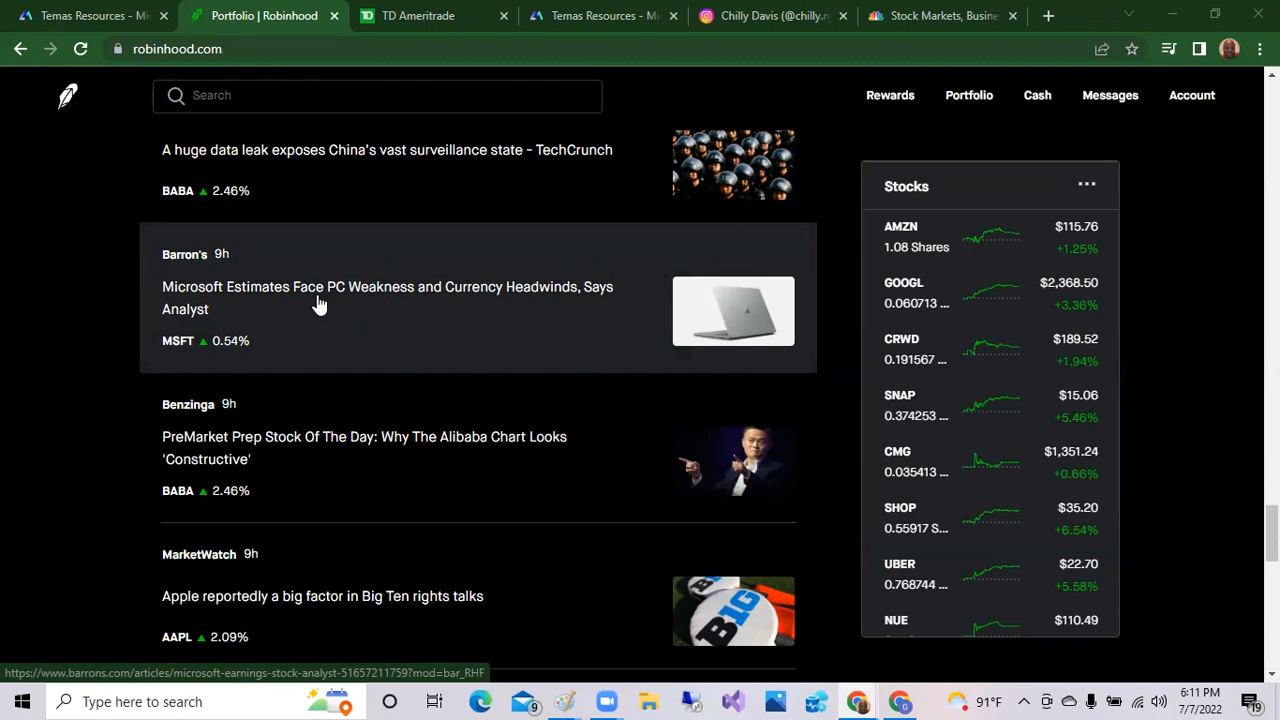 Temas Resources - Mi
Portfolio | Robinhood
TD Ameritrade
Temas Resources - Mi
Chilly Davis (@chilly.n
Stock Markets, Busine
robinhood.com
Search
Rewards
Portfolio
Cash
Messages
Account
A huge data leak exposes China's vast surveillance state - TechCrunch
BABA ▲ 2.46%
Barron's 9h
Microsoft Estimates Face PC Weakness and Currency Headwinds, Says
Analyst
MSFT ▲ 0.54%
Benzinga 9h
PreMarket Prep Stock Of The Day: Why The Alibaba Chart Looks
'Constructive'
BABA ▲ 2.46%
MarketWatch 9h
Apple reportedly a big factor in Big Ten rights talks
AAPL ▲ 2.09%
B1G
Stocks
AMZN $115.76
1.08 Shares +1.25%
GOOGL $2,368.50
0.060713 ... +3.36%
CRWD $189.52
0.191567 ... +1.94%
SNAP $15.06
0.374253 ... +5.46%
CMG $1,351.24
0.035413 ... +0.66%
SHOP $35.20
0.55917 S... +6.54%
UBER $22.70
0.768744 ... +5.58%
NUE $110.49
https://www.barrons.com/articles/microsoft-earnings-stock-analyst-51657211759?mod=bar_RHF
Type here to search
9
G
91°F
6:11 PM
7/7/2022
19